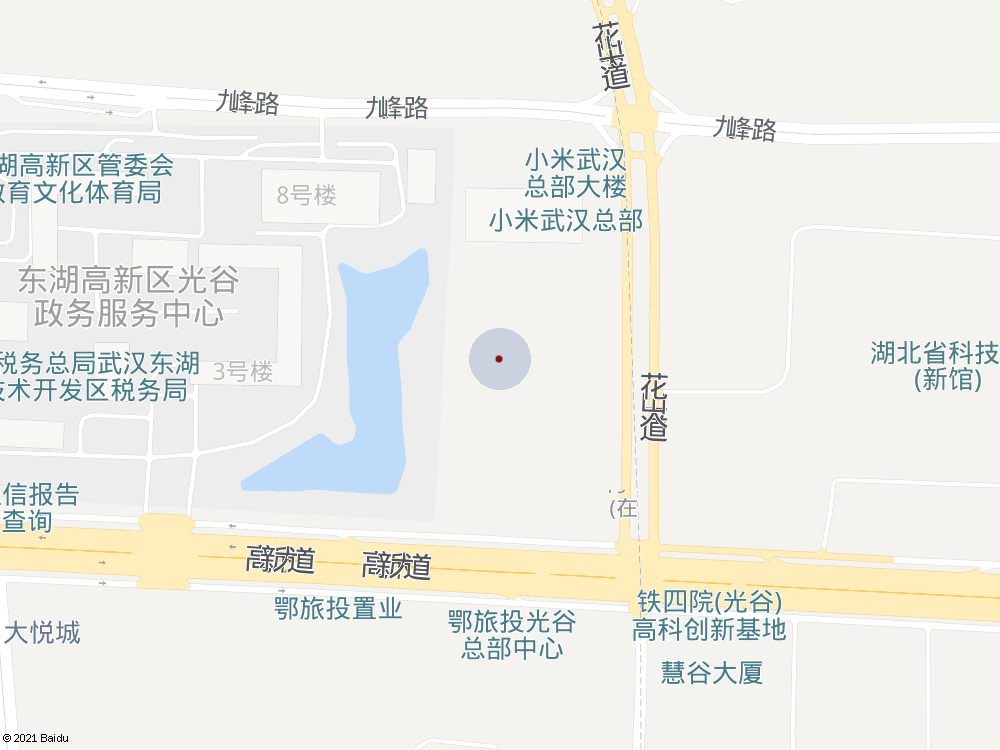 花山大道
九峰路
九峰路
九峰路
小米武汉
总部大楼
小米武汉总部
湖高新区管委会
教育文化体育局
8号楼
东湖高新区光谷
政务服务中心
税务总局武汉东湖
技术开发区税务局
3号楼
湖北省科技
(新馆)
花山大道
信报告
查询
(在
高新大道
高新大道
鄂旅投置业
鄂旅投光谷
总部中心
铁四院(光谷)
高科创新基地
大悦城
慧谷大厦
© 2021 Baidu